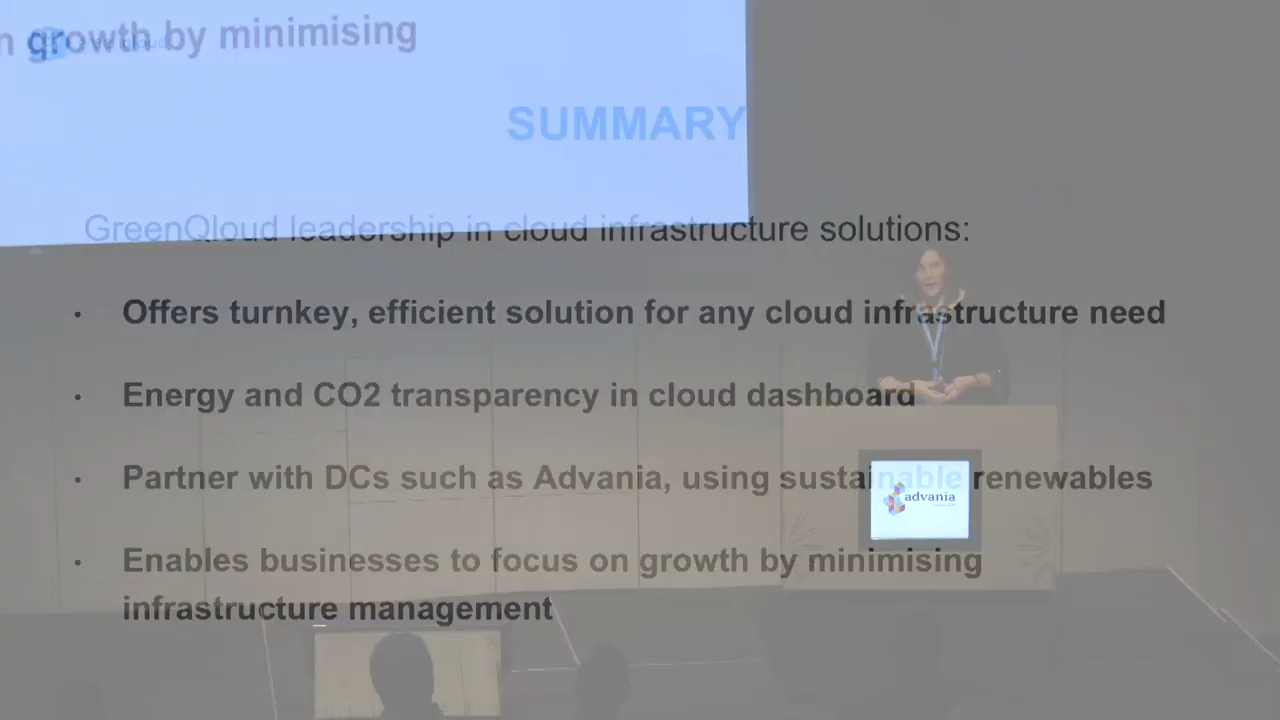 growth by minimising
SUMMARY
GreenQloud leadership in cloud infrastructure solutions:
• Offers turnkey, efficient solution for any cloud infrastructure need
• Energy and CO2 transparency in cloud dashboard
• Partner with DCs such as Advania, using sustainable renewables
advania
• Enables businesses to focus on growth by minimising
infrastructure management